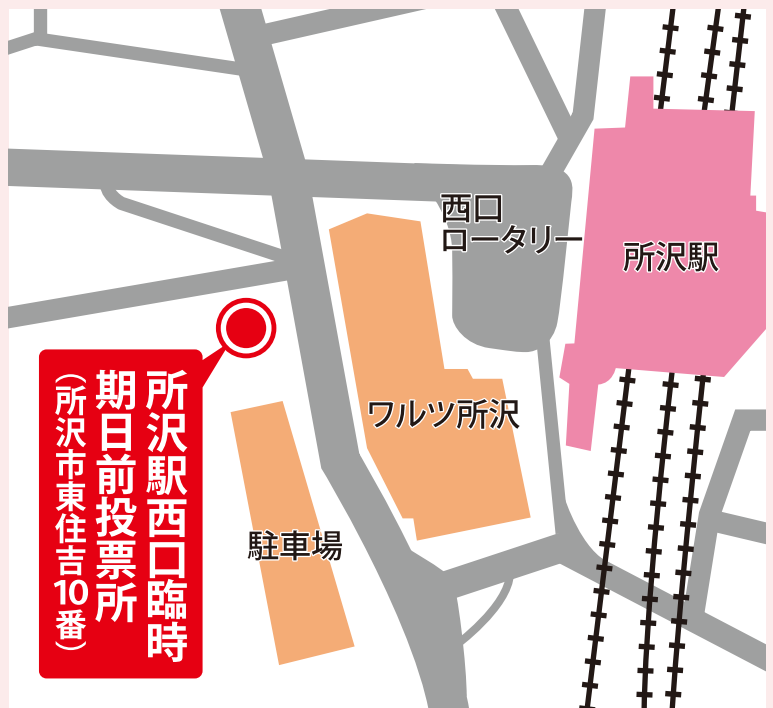 西口
ロータリー
所沢駅
ワルツ所沢
駐車場
所沢駅西口臨時
期日前投票所
（所沢市東住吉10番）